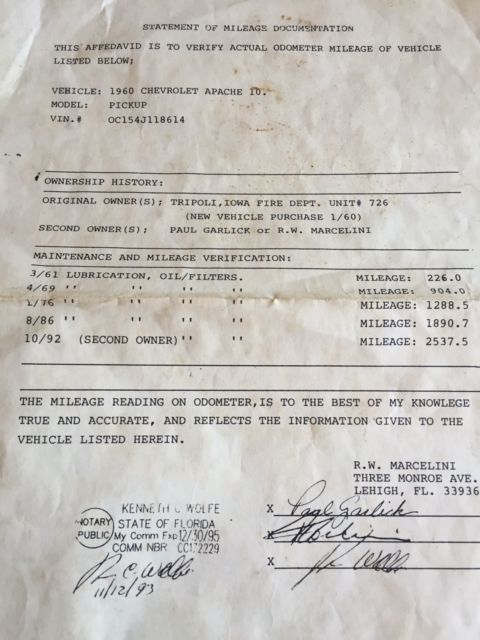 STATEMENT OF MILEAGE DOCUMENTATION
THIS AFFEDAVID IS TO VERIFY ACTUAL ODOMETER MILEAGE OF VEHICLE
LISTED BELOW;
VEHICLE: 1960 CHEVROLET APACHE 10.
MODEL: PICKUP
VIN.# OC154J118614
OWNERSHIP HISTORY:
ORIGINAL OWNER(S); TRIPOLI,IOWA FIRE DEPT. UNIT# 726
(NEW VEHICLE PURCHASE 1/60)
SECOND OWNER(S); PAUL GARLICK or R.W. MARCELINI
MAINTENANCE AND MILEAGE VERIFICATION:
3/61 LUBRICATION, OIL/FILTERS. MILEAGE: 226.0
4/69 '' '' '' '' MILEAGE: 904.0
1/76 '' '' '' '' MILEAGE: 1288.5
8/86 '' '' '' '' MILEAGE: 1890.7
10/92 (SECOND OWNER)'' '' '' MILEAGE: 2537.5
THE MILEAGE READING ON ODOMETER,IS TO THE BEST OF MY KNOWLEGE
TRUE AND ACCURATE, AND REFLECTS THE INFORMATION GIVEN TO THE
VEHICLE LISTED HEREIN.
R.W. MARCELINI
THREE MONROE AVE.
LEHIGH, FL. 33936
KENNETH C WOLFE
NOTARY PUBLIC
STATE OF FLORIDA
My Comm Exp 12/30/95
COMM NBR
11/12/93
X
X
X